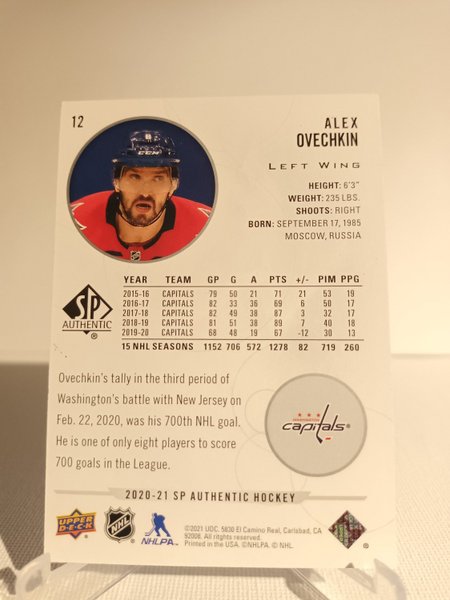 12
ALEX
OVECHKIN
LEFT WING
HEIGHT: 6'3"
WEIGHT: 235 LBS.
SHOOTS: RIGHT
BORN: SEPTEMBER 17, 1985
MOSCOW, RUSSIA
CCM
SP
AUTHENTIC
®
YEAR TEAM GP G A PTS +/- PIM PPG
2015-16 CAPITALS 79 50 21 71 21 53 19
2016-17 CAPITALS 82 33 36 69 6 50 17
2017-18 CAPITALS 82 49 38 87 3 32 17
2018-19 CAPITALS 81 51 38 89 7 40 18
2019-20 CAPITALS 68 48 19 67 -12 30 13
15 NHL SEASONS 1152 706 572 1278 82 719 260
Ovechkin's tally in the third period of
Washington's battle with New Jersey on
Feb. 22, 2020, was his 700th NHL goal.
He is one of only eight players to score
700 goals in the League.
WASHINGTON
capitals®
2020-21 SP AUTHENTIC HOCKEY
UPPER
DECK
NHL
NHLPA
©2021 UDC. 5830 El Camino Real, Carlsbad, CA
92008. All Rights Reserved.
Printed in the USA. ©NHLPA. © NHL.
®